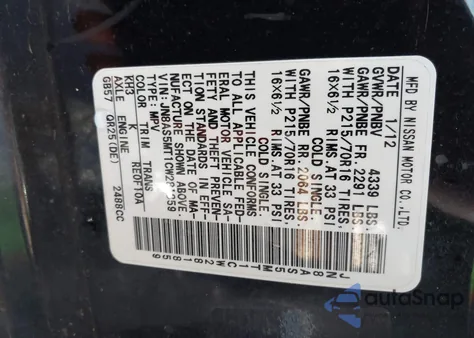 MFD BY NISSAN MOTOR CO.,LTD.
DATE 1/12
GVWR/PNBV 4339 LBS.
GAWR/PNBE FR. 2291 LBS
WITH P215/70R16 TIRES,
16X6½ RIMS.AT 33 PSI
COLD SINGLE.
GAWR/PNBE RR. 2064 LBS
WITH P215/70R16 TIRES,
16X6½ RIMS.AT 33 PSI
COLD SINGLE.
THIS VEHICLE CONFORMS
TO ALL APPLICABLE FED-
ERAL MOTOR VEHICLE SA-
FETY AND THEFT PREVEN-
TION STANDARDS IN EFF-
ECT ON THE DATE OF MA-
NUFACTURE SHOWN ABOVE.
TYPE: MPV
COLOR TRIM TRANS
KH3 K RE0F10A
AXLE ENGINE
GB57 QR25(DE) 2488CC
autoSnap